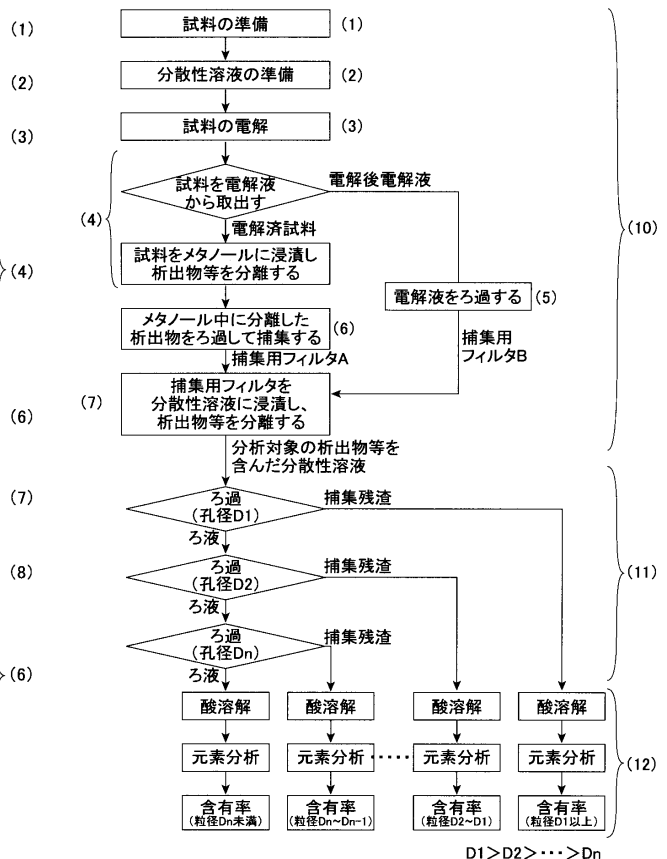 (1)
試料の準備
(1)
(2)
分散性溶液の準備
(2)
(3)
試料の電解
(3)
試料を電解液
から取出す
電解後電解液
(4)
電解済試料
(10)
(4)
試料をメタノールに浸漬し
析出物等を分離する
電解液をろ過する
(5)
メタノール中に分離した
析出物をろ過して捕集する
(6)
捕集用フィルタA
捕集用
フィルタB
(6)
(7)
捕集用フィルタを
分散性溶液に浸漬し、
析出物等を分離する
分析対象の析出物等を
含んだ分散性溶液
(7)
ろ過
(孔径D1)
捕集残渣
ろ液
(8)
ろ過
(孔径D2)
捕集残渣
(11)
ろ液
ろ過
(孔径Dn)
捕集残渣
(6)
ろ液
酸溶解
酸溶解
酸溶解
酸溶解
元素分析
元素分析
‥‥
元素分析
元素分析
(12)
含有率
(粒径Dn未満)
含有率
(粒径Dn~Dn-1)
含有率
(粒径D2~D1)
含有率
(粒径D1以上)
D1>D2>・・・>Dn